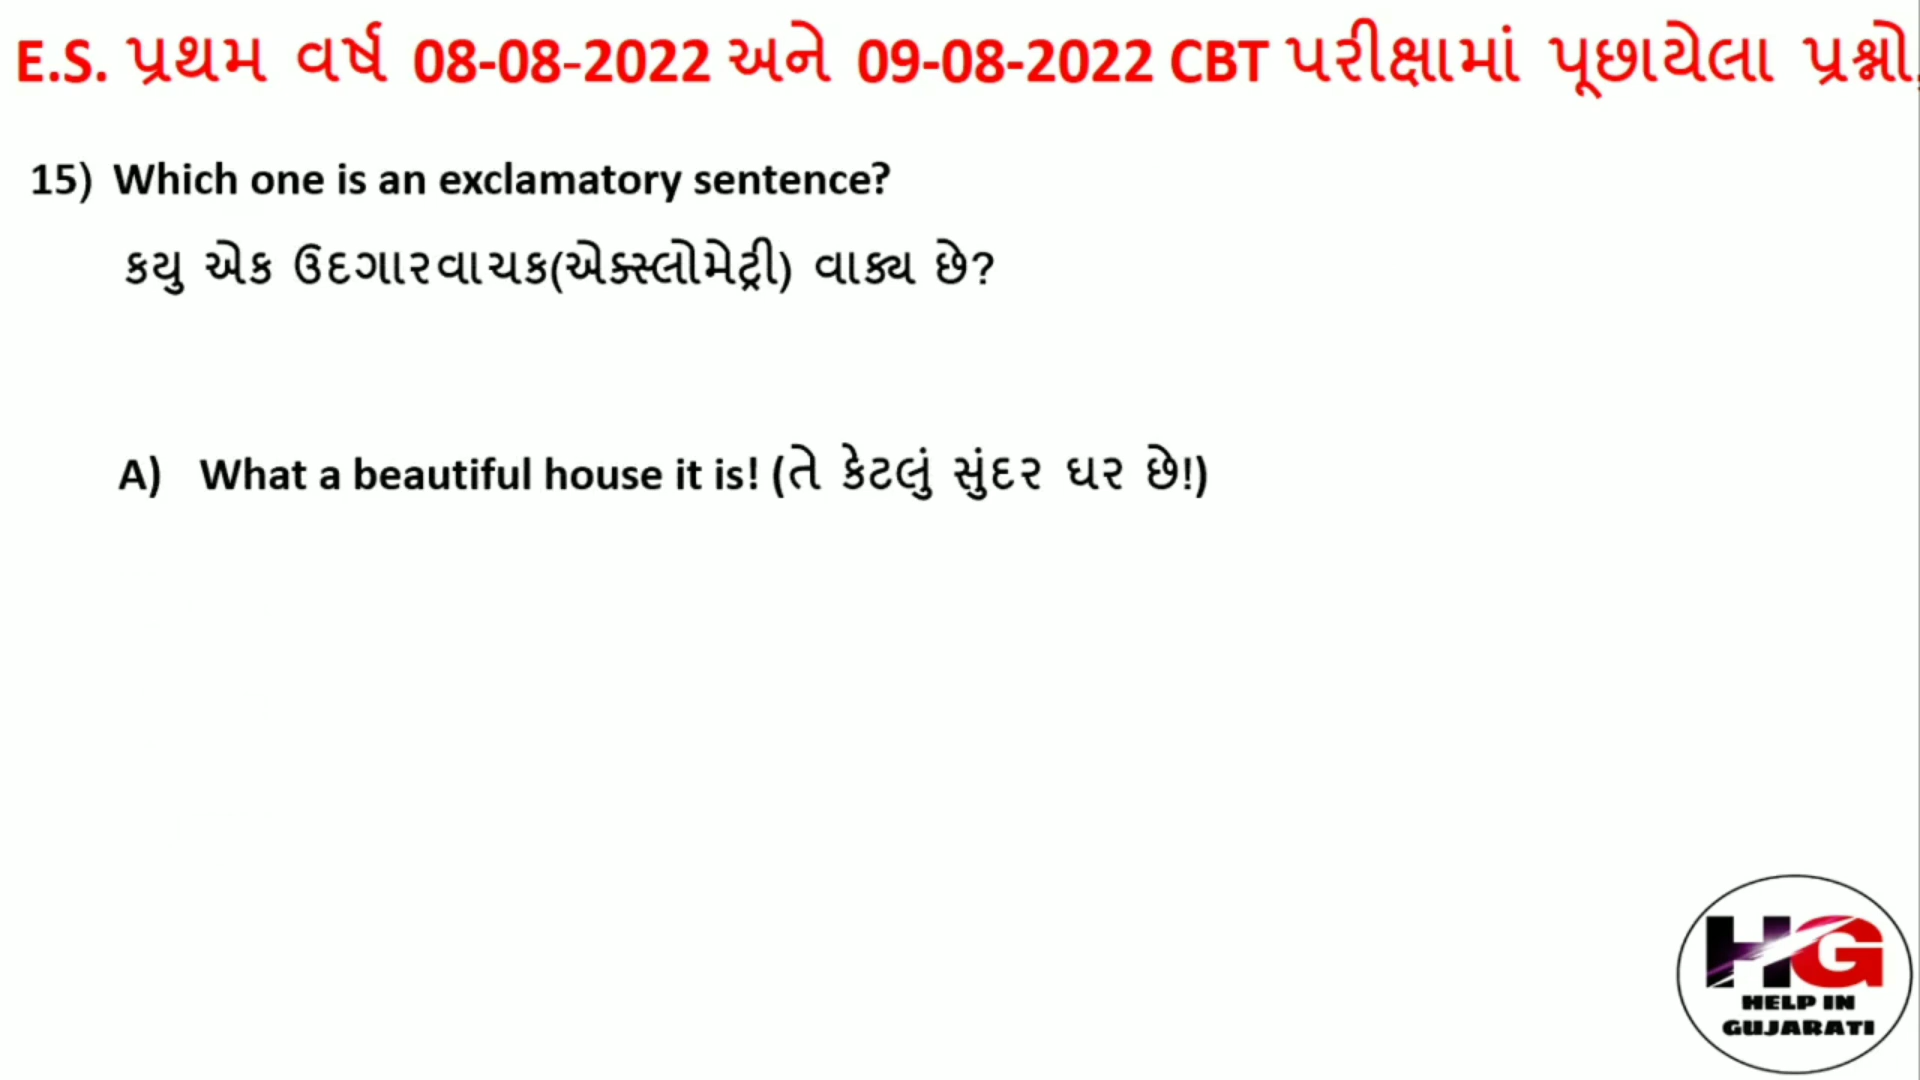 E.S. પ્રથમ વર્ષ 08-08-2022 અને 09-08-2022 CBT પરીક્ષામાં પૂછાયેલા પ્રશ્નો.
15) Which one is an exclamatory sentence?
કયુ એક ઉદગારવાચક(એક્સ્લોમેટ્રી) વાક્ય છે?
A) What a beautiful house it is! (તે કેટલું સુંદર ઘર છે!)
HG
HELP IN
GUJARATI